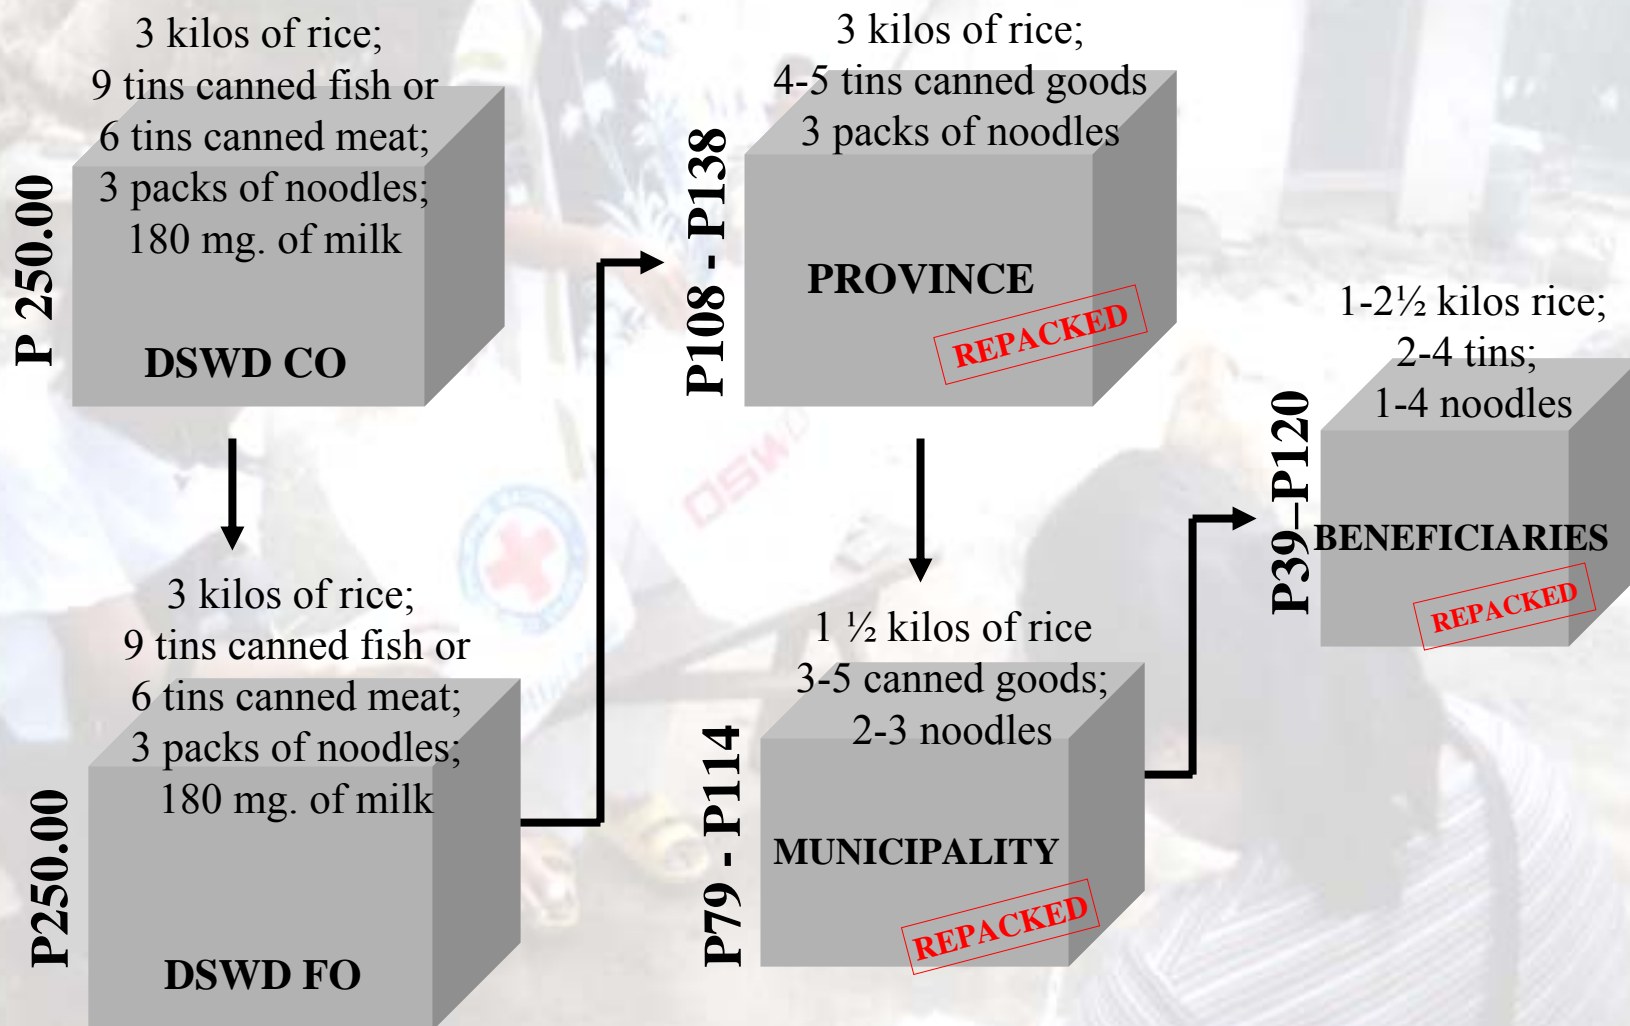 3 kilos of rice;
9 tins canned fish or
6 tins canned meat;
3 packs of noodles;
180 mg. of milk
P 250.00
DSWD CO
3 kilos of rice;
9 tins canned fish or
6 tins canned meat;
3 packs of noodles;
180 mg. of milk
P250.00
DSWD FO
3 kilos of rice;
4-5 tins canned goods
3 packs of noodles
P108 - P138
PROVINCE
REPACKED
DSWD
1 ½ kilos of rice
3-5 canned goods;
2-3 noodles
P79 - P114
MUNICIPALITY
REPACKED
1-2½ kilos rice;
2-4 tins;
1-4 noodles
P39–P120
BENEFICIARIES
REPACKED